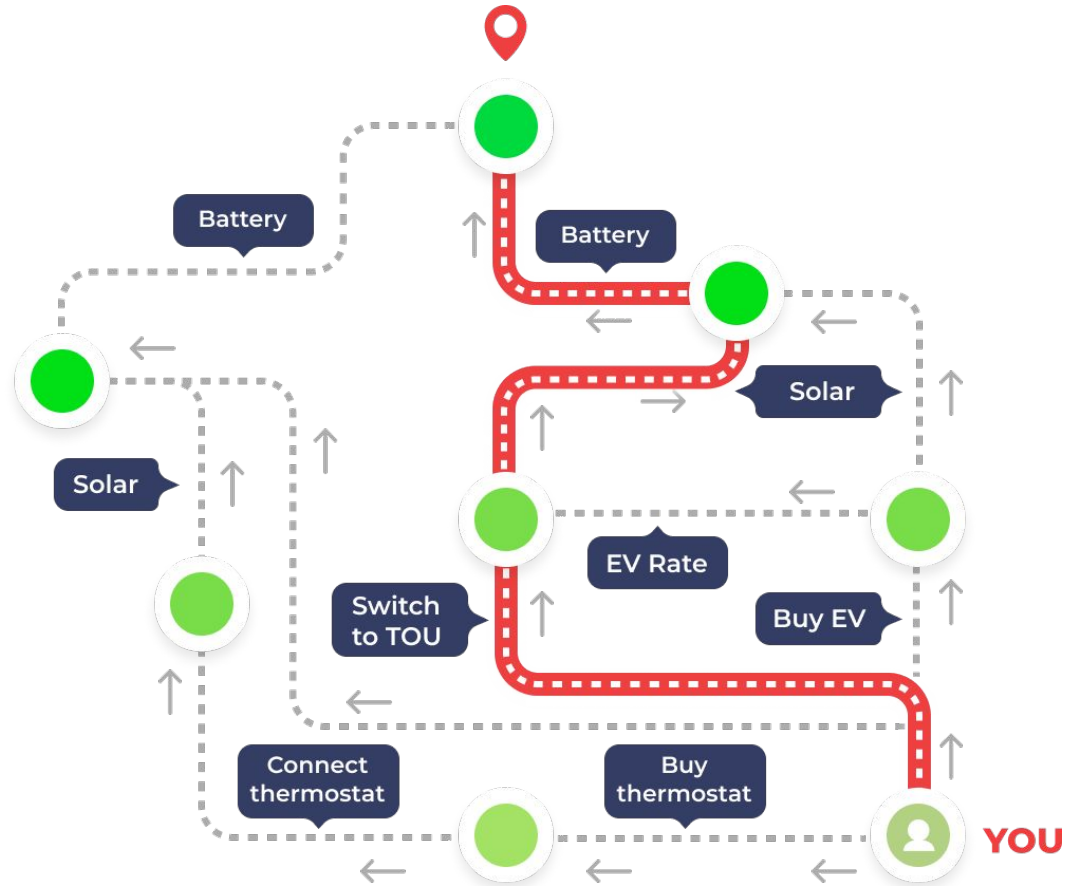 Battery
Battery
Solar
Solar
EV Rate
Switch
to TOU
Buy EV
Connect
thermostat
Buy
thermostat
YOU